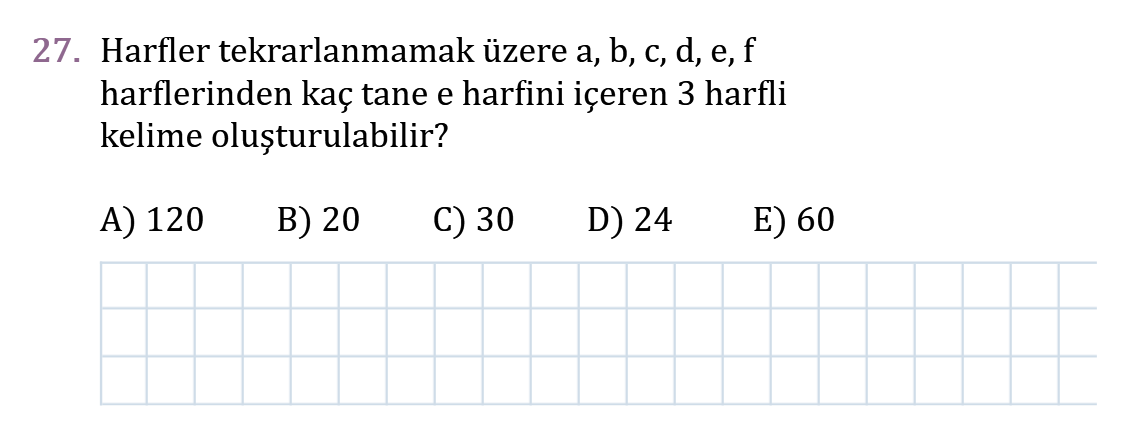 27. Harfler tekrarlanmamak üzere a, b, c, d, e, f
harflerinden kaç tane e harfini içeren 3 harfli
kelime oluşturulabilir?
A) 120 B) 20 C) 30 D) 24 E) 60